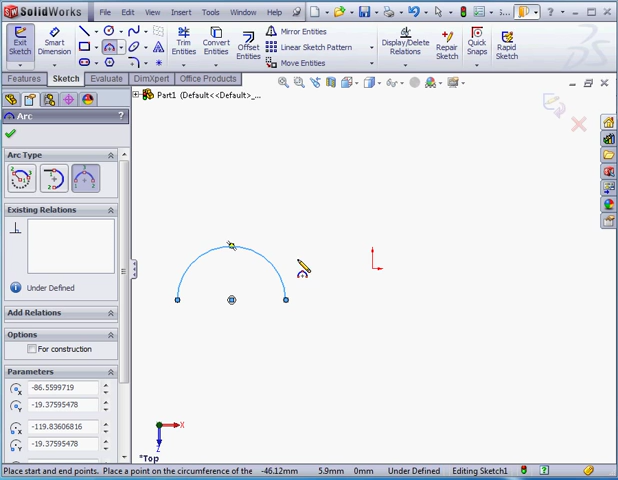 SolidWorks File Edit View Insert Tools Window Help
Exit Sketch
Smart Dimension
Trim Entities
Convert Entities
Offset Entities
Mirror Entities
Linear Sketch Pattern
Move Entities
Display/Delete Relations
Repair Sketch
Quick Snaps
Rapid Sketch
Features Sketch Evaluate DimXpert Office Products
Part1 (Default<<Default>_...
Arc ?
Arc Type
Existing Relations
Under Defined
Add Relations
Options
For construction
Parameters
-86.5599719
-19.37595478
-119.83606816
-19.37595478
X
Z
*Top
Place start and end points. Place a point on the circumference of the -46.12mm 5.9mm 0mm Under Defined Editing Sketch1